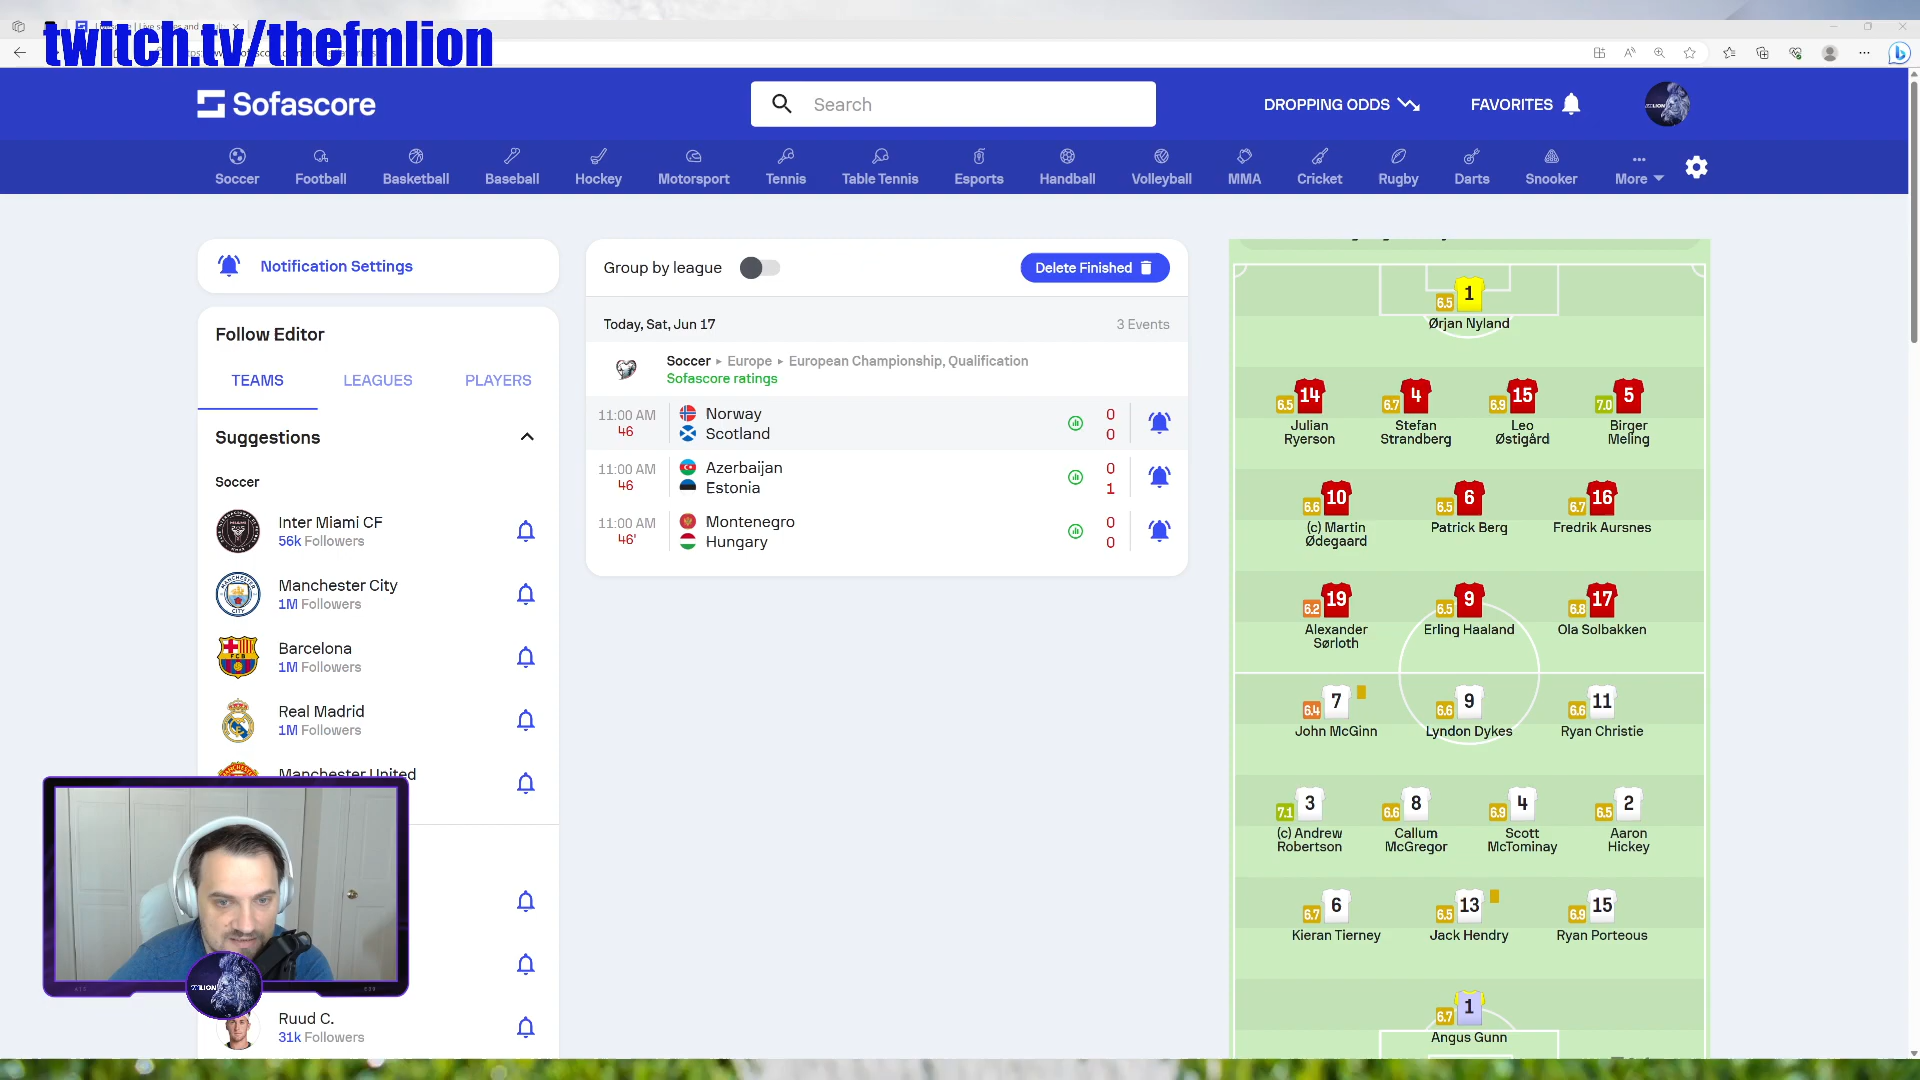 twitch.tv/thefmlion
Sofascore
Search
DROPPING ODDS
FAVORITES
Soccer
Football
Basketball
Baseball
Hockey
Motorsport
Tennis
Table Tennis
Esports
Handball
Volleyball
MMA
Cricket
Rugby
Darts
Snooker
More
Notification Settings
Follow Editor
TEAMS
LEAGUES
PLAYERS
Suggestions
Soccer
Inter Miami CF
56k Followers
Manchester City
1M Followers
Barcelona
1M Followers
Real Madrid
1M Followers
Manchester United
Ruud C.
31k Followers
Group by league
Delete Finished
Today, Sat, Jun 17
3 Events
Soccer Europe European Championship, Qualification
Sofascore ratings
11:00 AM Norway 0
46 Scotland 0
11:00 AM Azerbaijan 0
46 Estonia 1
11:00 AM Montenegro 0
46' Hungary 0
6.5 1
Ørjan Nyland
6.5 14
Julian
Ryerson
6.7 4
Stefan
Strandberg
6.9 15
Leo
Østigård
7.0 5
Birger
Meling
6.6 10
(c) Martin
Ødegaard
6.5 6
Patrick Berg
6.7 16
Fredrik Aursnes
6.2 19
Alexander
Sørloth
6.5 9
Erling Haaland
6.8 17
Ola Solbakken
6.4 7
John McGinn
6.6 9
Lyndon Dykes
6.6 11
Ryan Christie
7.1 3
(c) Andrew
Robertson
6.6 8
Callum
McGregor
6.9 4
Scott
McTominay
6.5 2
Aaron
Hickey
6.7 6
Kieran Tierney
6.5 13
Jack Hendry
6.9 15
Ryan Porteous
6.7 1
Angus Gunn